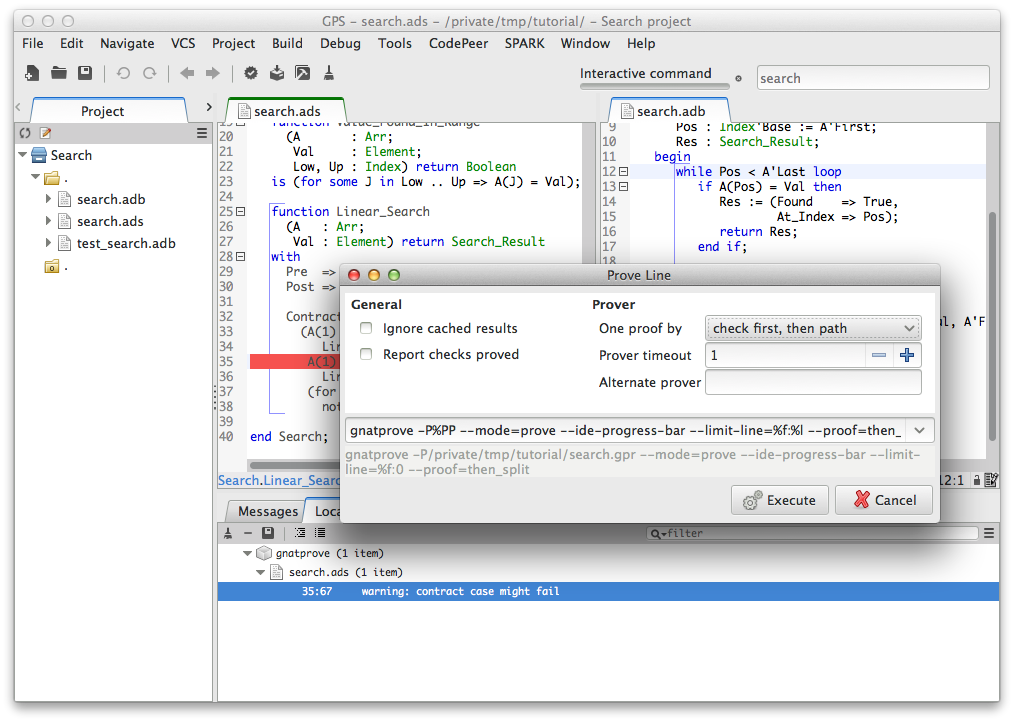 GPS – search.ads – /private/tmp/tutorial/ – Search project
File Edit Navigate VCS Project Build Debug Tools CodePeer SPARK Window Help
Interactive command
search
Project
Search
.
search.adb
search.ads
test_search.adb
.
search.ads
function Value_Found_In_Range
20 (A : Arr;
21 Val : Element;
22 Low, Up : Index) return Boolean
23 is (for some J in Low .. Up => A(J) = Val);
24
25 function Linear_Search
26 (A : Arr;
27 Val : Element) return Search_Result
28 with
29 Pre =>
30 Post =>
31
32 Contract
33 (A(1)
34 Lin
35 A(1)
36 Lin
37 (for
38 not
39
40 end Search;
Search.Linear_Searc
search.adb
9 Pos : Index'Base := A'First;
10 Res : Search_Result;
11 begin
12 while Pos < A'Last loop
13 if A(Pos) = Val then
14 Res := (Found => True,
15 At_Index => Pos);
16 return Res;
17 end if;
18
al, A'F
12:1
Prove Line
General
Ignore cached results
Report checks proved
Prover
One proof by check first, then path
Prover timeout 1
Alternate prover
gnatprove -P%PP --mode=prove --ide-progress-bar --limit-line=%f:%l --proof=then_
gnatprove -P/private/tmp/tutorial/search.gpr --mode=prove --ide-progress-bar --limit-
line=%f:0 --proof=then_split
Execute Cancel
Messages Loca
filter
gnatprove (1 item)
search.ads (1 item)
35:67 warning: contract case might fail